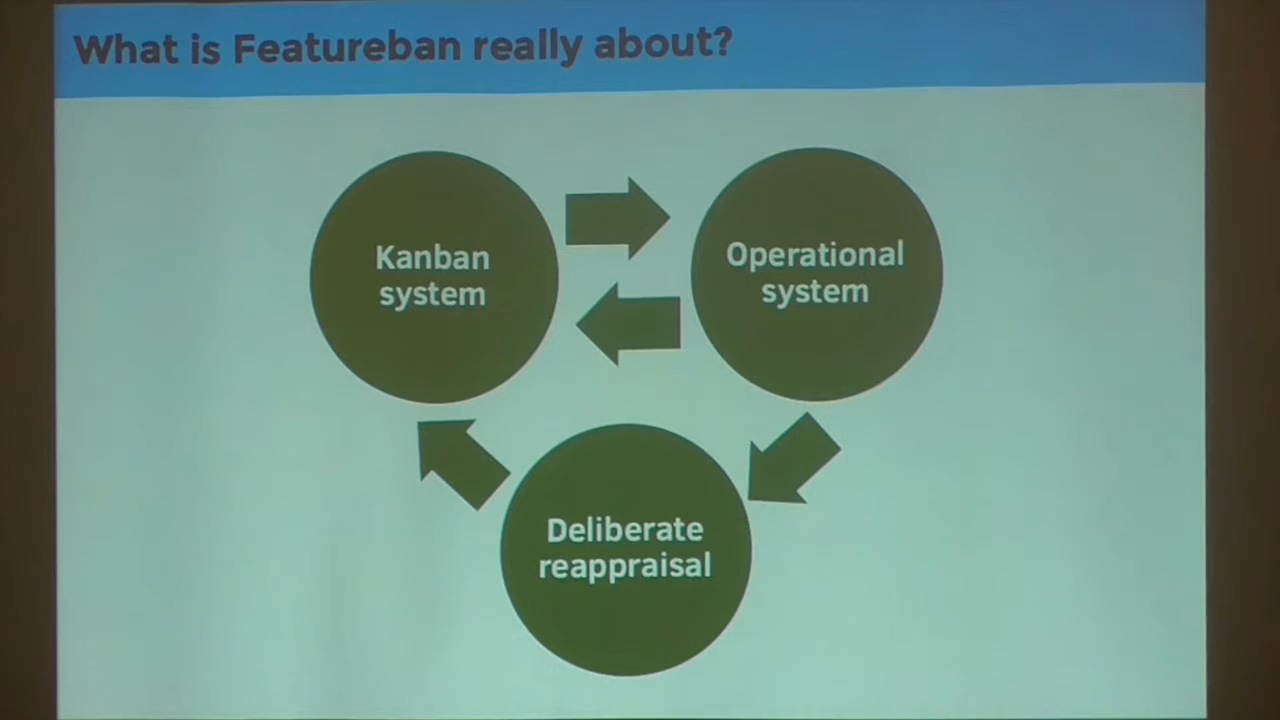 What is Featureban really about?
Kanban
system
Operational
system
Deliberate
reappraisal